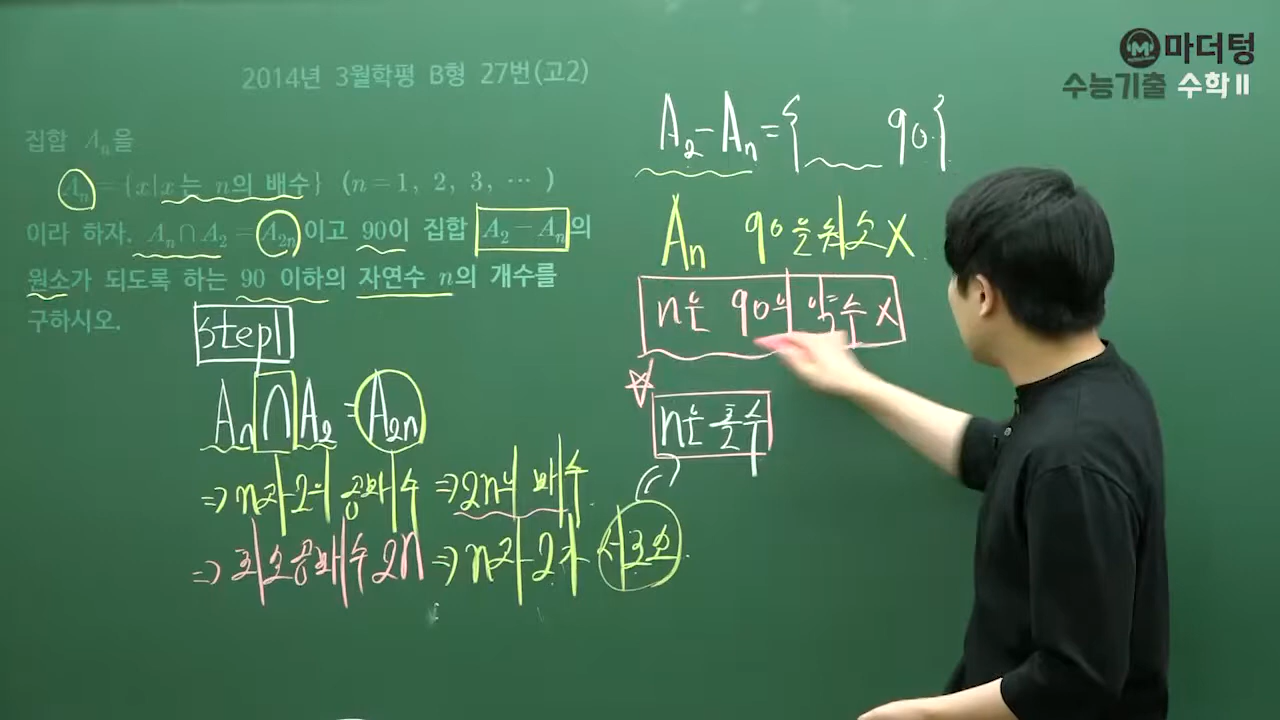 마더텅
수능기출 수학Ⅱ
2014년 3월학평 B형 27번(고2)
집합 Aₙ을
Aₙ = {x|x는 n의 배수} (n = 1, 2, 3, ⋯ )
이라 하자. Aₙ∩A₂ = A₂ₙ이고 90이 집합 A₂ − Aₙ의
원소가 되도록 하는 90 이하의 자연수 n의 개수를
구하시오.
Step1
Aₙ∩A₂ = A₂ₙ
⇒ n과 2의 공배수 ⇒ 2n의 배수
⇒ 최소공배수 2n ⇒ n과 2가 서로소.
A₂ − Aₙ = { 90}
Aₙ 90을 원소 X
n은 90의 약수 X
n은 홀수